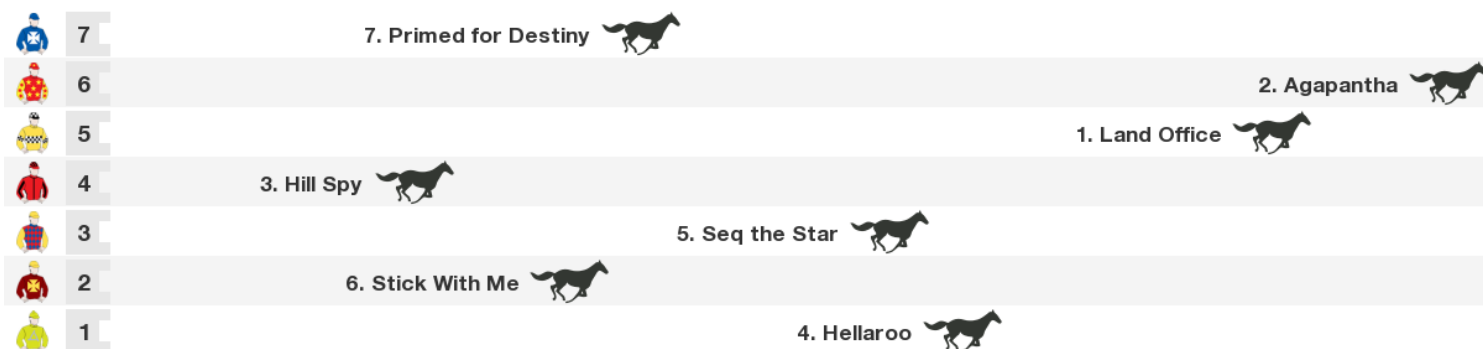 7 7. Primed for Destiny
6 2. Agapantha
5 1. Land Office
4 3. Hill Spy
3 5. Seq the Star
2 6. Stick With Me
1 4. Hellaroo